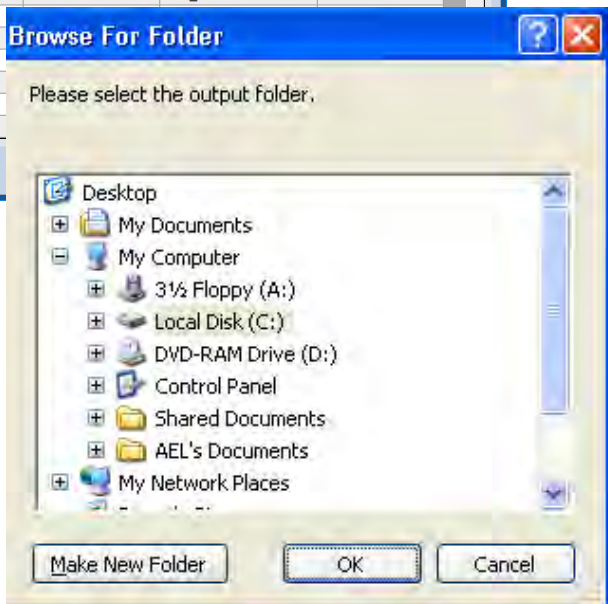 Browse For Folder
Please select the output folder.
Desktop
My Documents
My Computer
3½ Floppy (A:)
Local Disk (C:)
DVD-RAM Drive (D:)
Control Panel
Shared Documents
AEL's Documents
My Network Places
Make New Folder
OK
Cancel